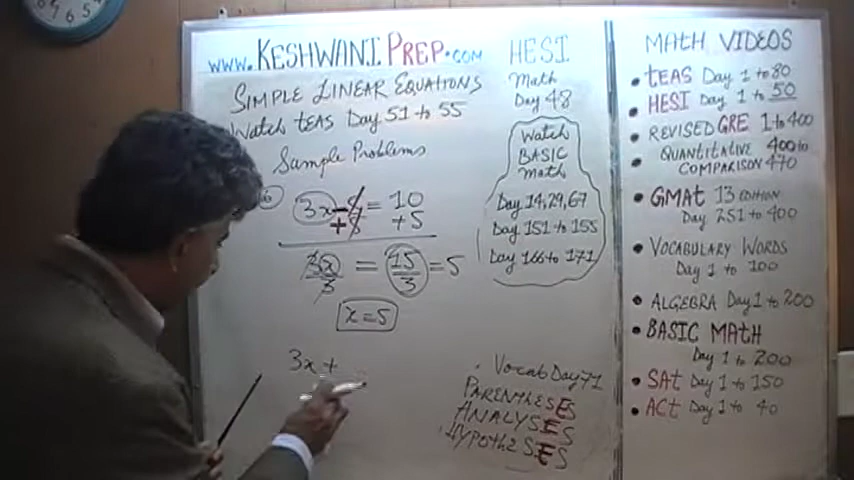 www.KESHWANIPREP.com
SIMPLE LINEAR EQUATIONS
Watch TEAS Day 51 to 55
Sample Problems
3x - 5 = 10
+ 5 +5
3x/3 = 15/3 = 5
x = 5
3x +
HESI
Math
Day 48
Watch
BASIC
math
Day 14, 29, 67
Day 151 to 155
Day 166 to 171
Vocab Day 71
PARENTHESES
ANALYSES
HYPOTHESES
MATH VIDEOS
• TEAS Day 1 to 80
• HESI Day 1 to 50
• REVISED GRE 1 to 400
• QUANTITATIVE 400 to
COMPARISON 470
• GMAT 13 EDITION
Day 251 to 400
• VOCABULARY WORDS
Day 1 to 100
• ALGEBRA Day 1 to 200
• BASIC MATH
Day 1 to 200
• SAT Day 1 to 150
• ACT Day 1 to 40